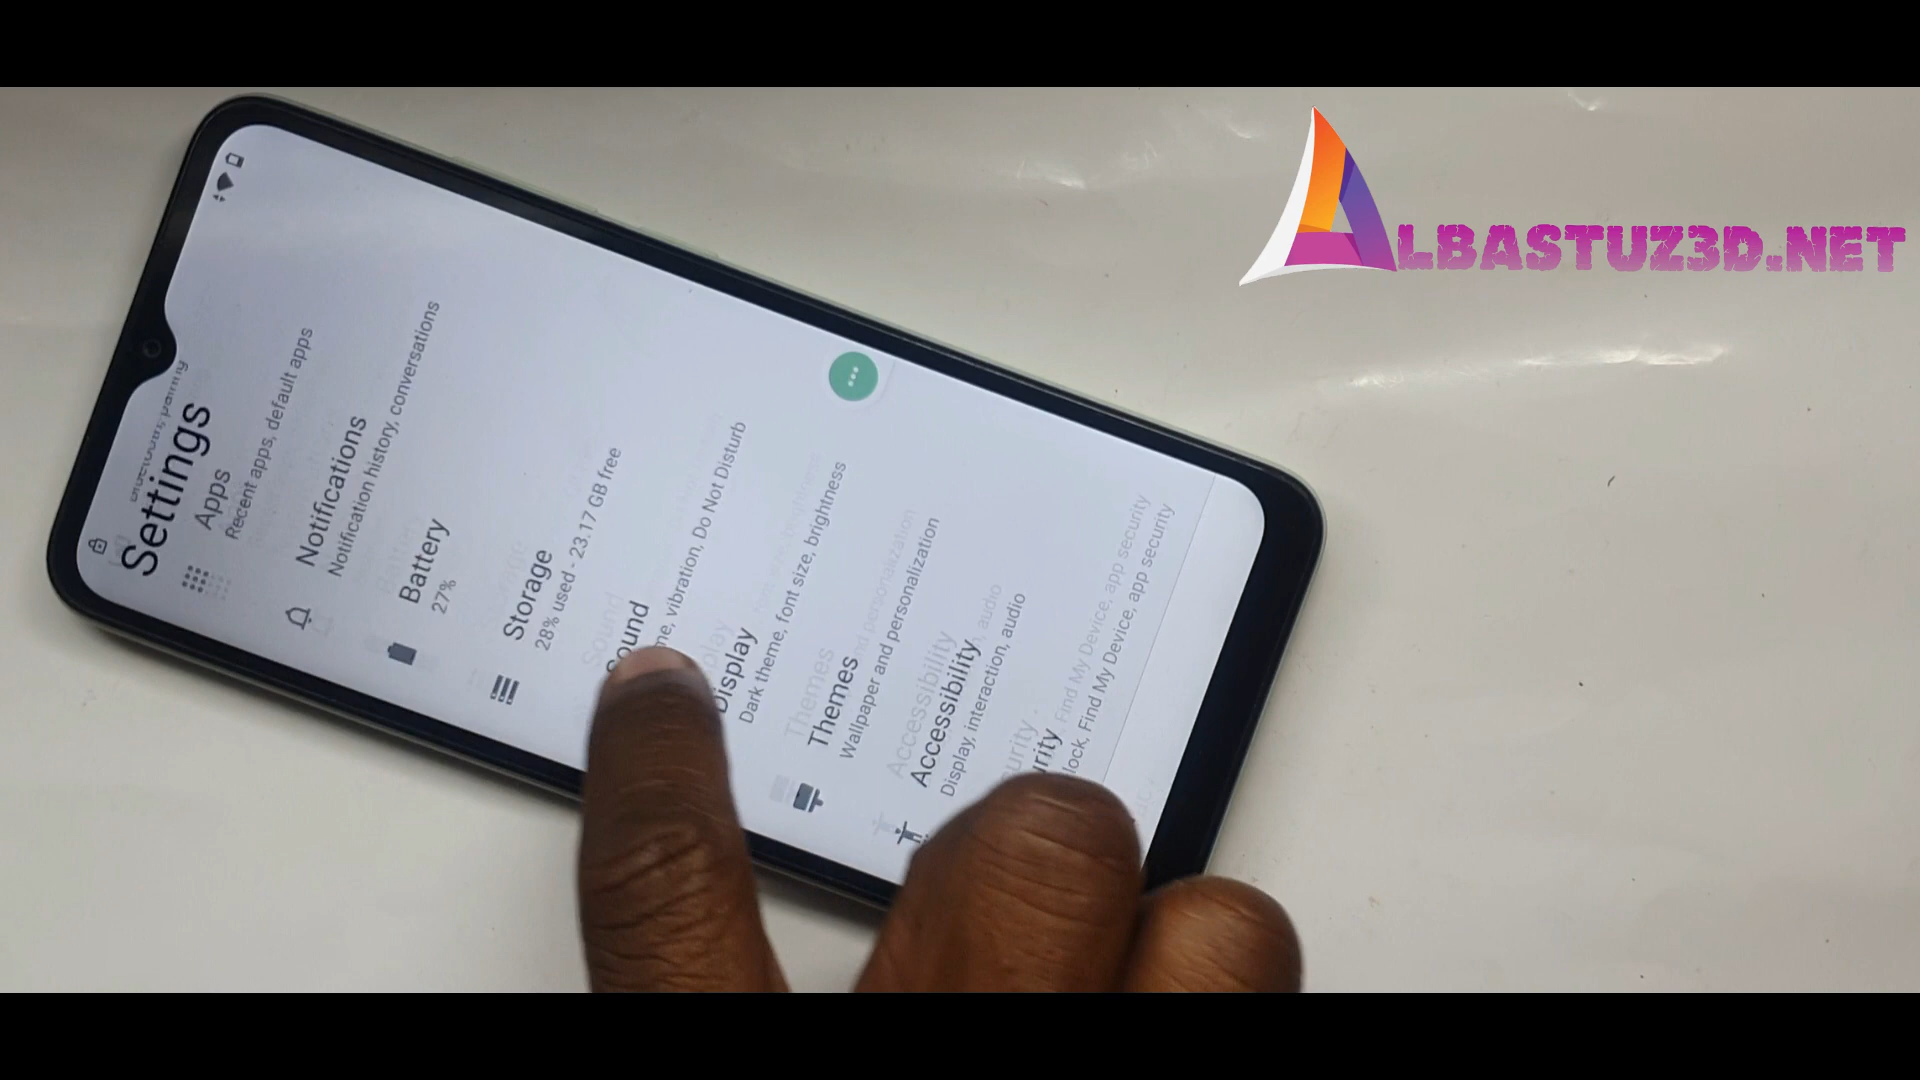 ALBASTUZ3D.NET
Settings
Apps
Recent apps, default apps
Notifications
Notification history, conversations
Battery
27%
Storage
28% used - 23.17 GB free
Sound
vibration, Do Not Disturb
Display
Dark theme, font size, brightness
Themes
Wallpaper and personalization
Accessibility
Display, interaction, audio
lock, Find My Device, app security